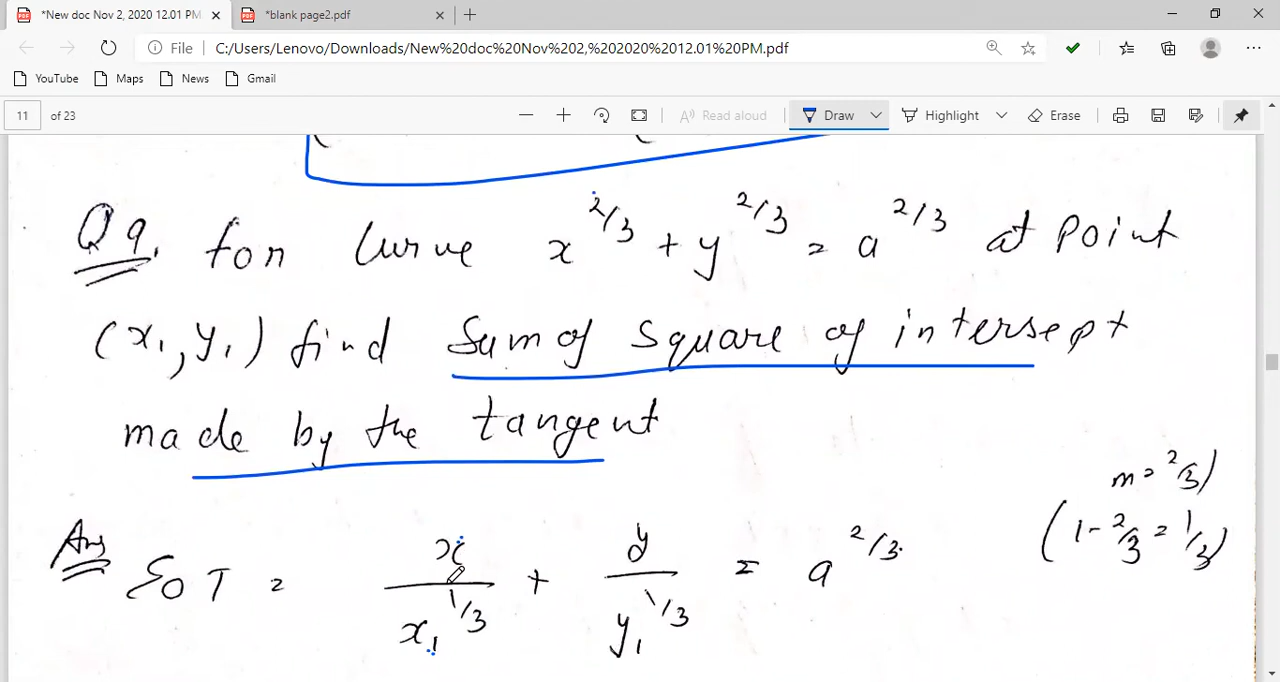 *New doc Nov 2, 2020 12.01 PM.
*blank page2.pdf
File C:/Users/Lenovo/Downloads/New%20doc%20Nov%202,%202020%2012.01%20PM.pdf
YouTube Maps News Gmail
11 of 23 Read aloud Draw Highlight Erase
Q 9. for Curve x^2/3 + y^2/3 = a^2/3 at Point
(x₁, y₁) find Sum of Square of intersept
made by the tangent
m = 2/3)
(1 - 2/3 = 1/3)
Ans EOT = x/x₁^1/3 + y/y₁^1/3 = a^2/3